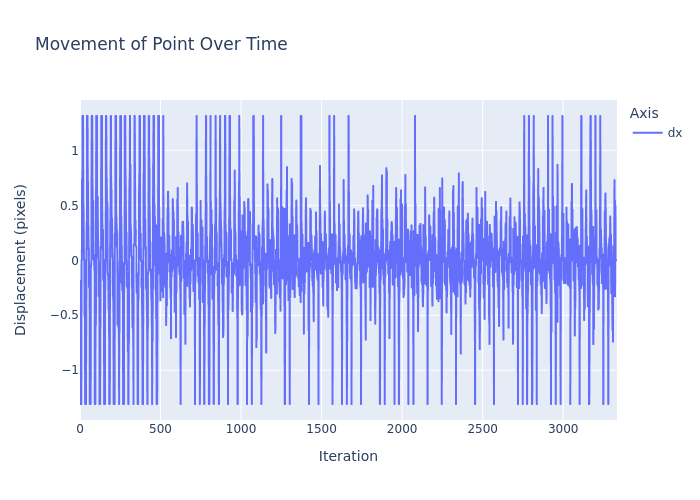 Movement of Point Over Time
Axis
dx
1
0.5
0
−0.5
−1
Displacement (pixels)
0 500 1000 1500 2000 2500 3000
Iteration